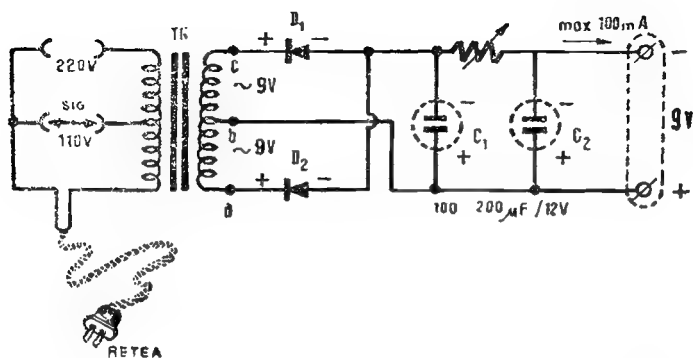 220V
SIG
110V
TR
+ D₁ −
c
~ 9V
b
~ 9V
+ D₂ −
a
−
C₁
+
−
C₂
+
100 200µF/12V
max 100mA
−
9V
+
RETEA